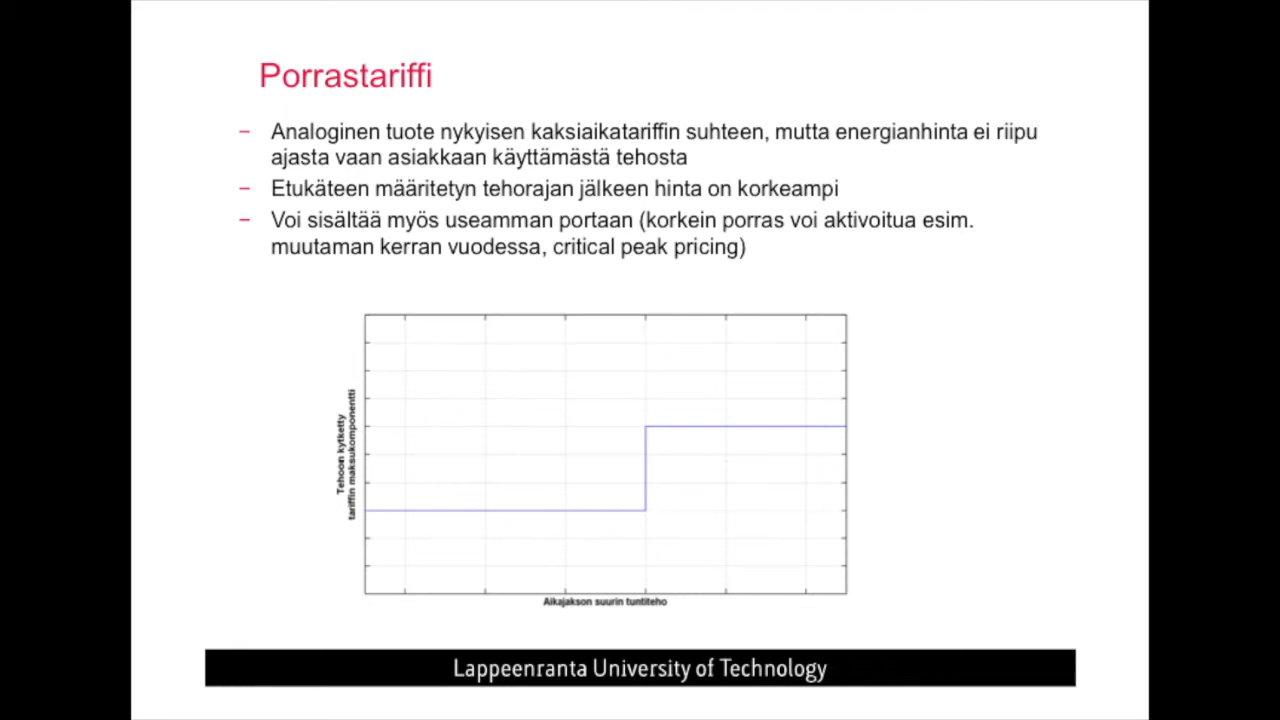 Porrastariffi
– Analoginen tuote nykyisen kaksiaikatariffin suhteen, mutta energianhinta ei riipu
ajasta vaan asiakkaan käyttämästä tehosta
– Etukäteen määritetyn tehorajan jälkeen hinta on korkeampi
– Voi sisältää myös useamman portaan (korkein porras voi aktivoitua esim.
muutaman kerran vuodessa, critical peak pricing)
Tehoon kytketty
tariffin maksukomponentti
Aikajakson suurin tuntiteho
Lappeenranta University of Technology